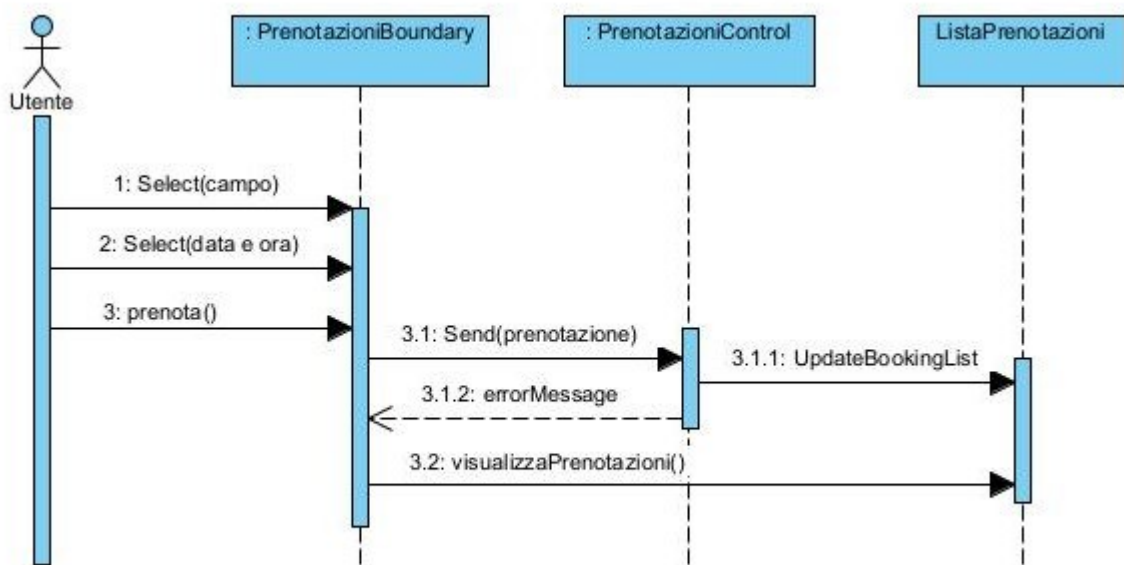 Utente
: PrenotazioniBoundary
: PrenotazioniControl
ListaPrenotazioni
1: Select(campo)
2: Select(data e ora)
3: prenota()
3.1: Send(prenotazione)
3.1.1: UpdateBookingList
3.1.2: errorMessage
3.2: visualizzaPrenotazioni()